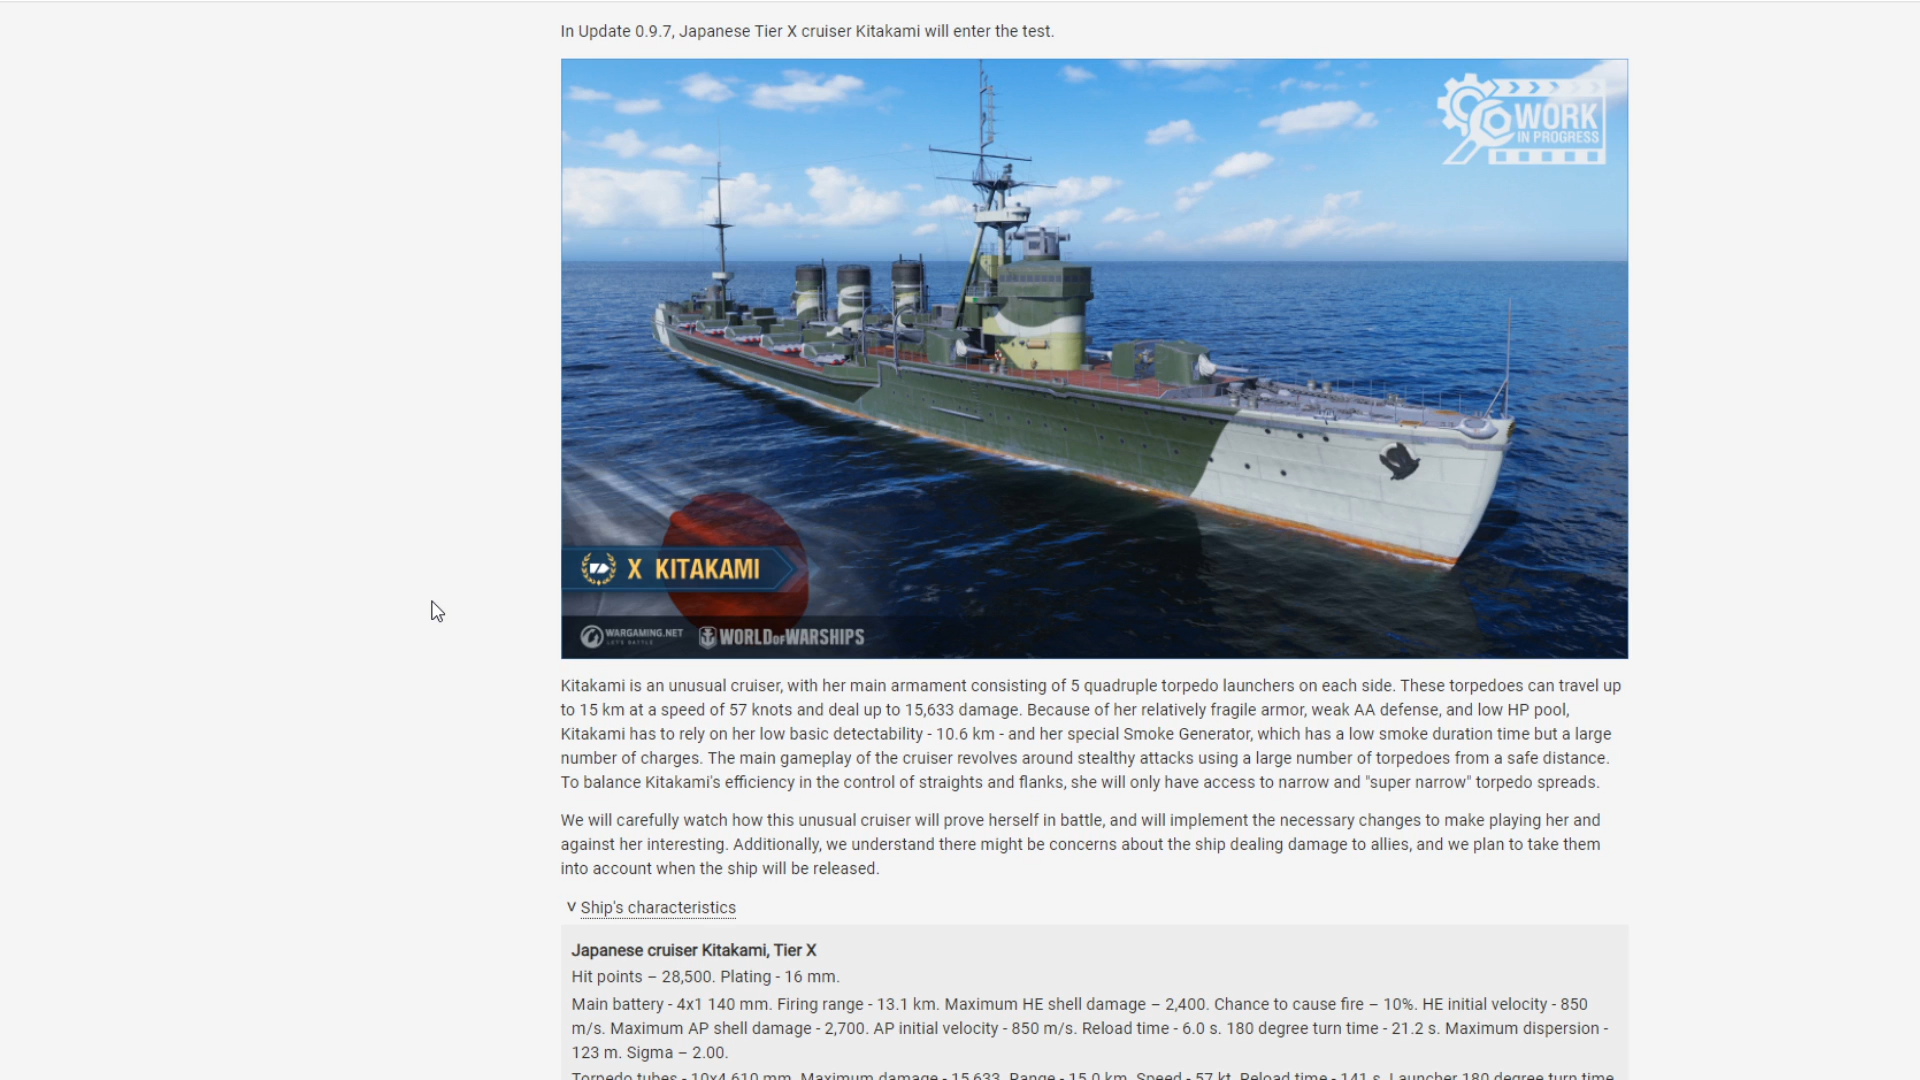 In Update 0.9.7, Japanese Tier X cruiser Kitakami will enter the test.
WORK
IN PROGRESS
X KITAKAMI
WARGAMING.NET
LET'S BATTLE
WORLD OF WARSHIPS
Kitakami is an unusual cruiser, with her main armament consisting of 5 quadruple torpedo launchers on each side. These torpedoes can travel up
to 15 km at a speed of 57 knots and deal up to 15,633 damage. Because of her relatively fragile armor, weak AA defense, and low HP pool,
Kitakami has to rely on her low basic detectability - 10.6 km - and her special Smoke Generator, which has a low smoke duration time but a large
number of charges. The main gameplay of the cruiser revolves around stealthy attacks using a large number of torpedoes from a safe distance.
To balance Kitakami's efficiency in the control of straights and flanks, she will only have access to narrow and "super narrow" torpedo spreads.
We will carefully watch how this unusual cruiser will prove herself in battle, and will implement the necessary changes to make playing her and
against her interesting. Additionally, we understand there might be concerns about the ship dealing damage to allies, and we plan to take them
into account when the ship will be released.
v Ship's characteristics
Japanese cruiser Kitakami, Tier X
Hit points – 28,500. Plating - 16 mm.
Main battery - 4x1 140 mm. Firing range - 13.1 km. Maximum HE shell damage – 2,400. Chance to cause fire – 10%. HE initial velocity - 850
m/s. Maximum AP shell damage - 2,700. AP initial velocity - 850 m/s. Reload time - 6.0 s. 180 degree turn time - 21.2 s. Maximum dispersion -
123 m. Sigma – 2.00.
Torpedo tubes - 10x4 610 mm. Maximum damage - 15,633. Range - 15.0 km. Speed - 57 kt. Reload time - 141 s. Launcher 180 degree turn time